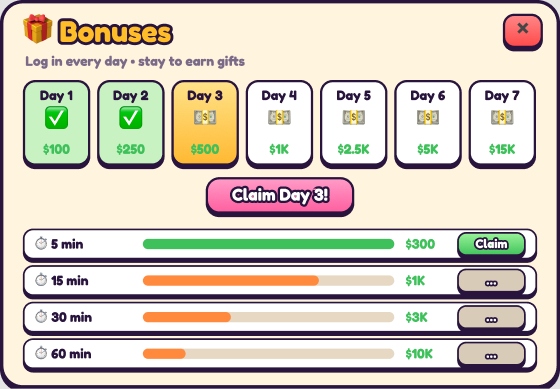 Bonuses
Log in every day • stay to earn gifts
Day 1 Day 2 Day 3 Day 4 Day 5 Day 6 Day 7
$100 $250 $500 $1K $2.5K $5K $15K
Claim Day 3!
5 min $300 Claim
15 min $1K ...
30 min $3K ...
60 min $10K ...